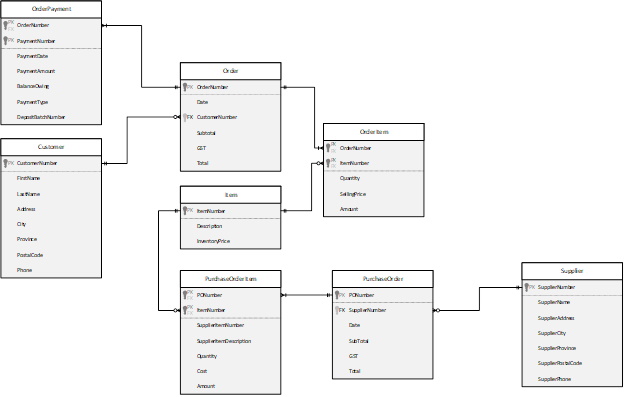 OrderPayment
PK
FK
OrderNumber
PK
PaymentNumber
PaymentDate
PaymentAmount
BalanceOwing
PaymentType
DepositBatchNumber
Customer
PK
CustomerNumber
FirstName
LastName
Address
City
Province
PostalCode
Phone
Order
PK
OrderNumber
Date
FK
CustomerNumber
Subtotal
GST
Total
OrderItem
PK
FK
OrderNumber
PK
FK
ItemNumber
Quantity
SellingPrice
Amount
Item
PK
ItemNumber
Description
InventoryPrice
PurchaseOrderItem
PK
FK
PONumber
PK
FK
ItemNumber
SupplierItemNumber
SupplierItemDescription
Quantity
Cost
Amount
PurchaseOrder
PK
PONumber
FK
SupplierNumber
Date
SubTotal
GST
Total
Supplier
PK
SupplierNumber
SupplierName
SupplierAddress
SupplierCity
SupplierProvince
SupplierPostalCode
SupplierPhone